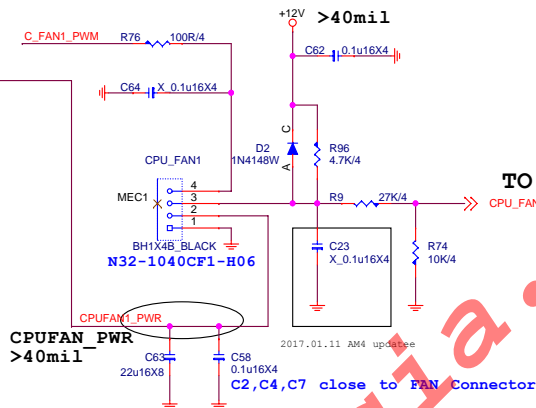 +12V >40mil
C_FAN1_PWM
R76 100R/4
C62 0.1u16X4
C64 X_0.1u16X4
D2
1N4148W
C
A
R96
4.7K/4
CPU_FAN1
MEC1
4
3
2
1
R9 27K/4
TO
CPU_FAN
BH1X4B_BLACK
N32-1040CF1-H06
C23
X_0.1u16X4
R74
10K/4
CPUFAN1_PWR
CPUFAN_PWR
>40mil
2017.01.11 AM4 updatee
C63
22u16X8
C58
0.1u16X4
C2,C4,C7 close to FAN Connector